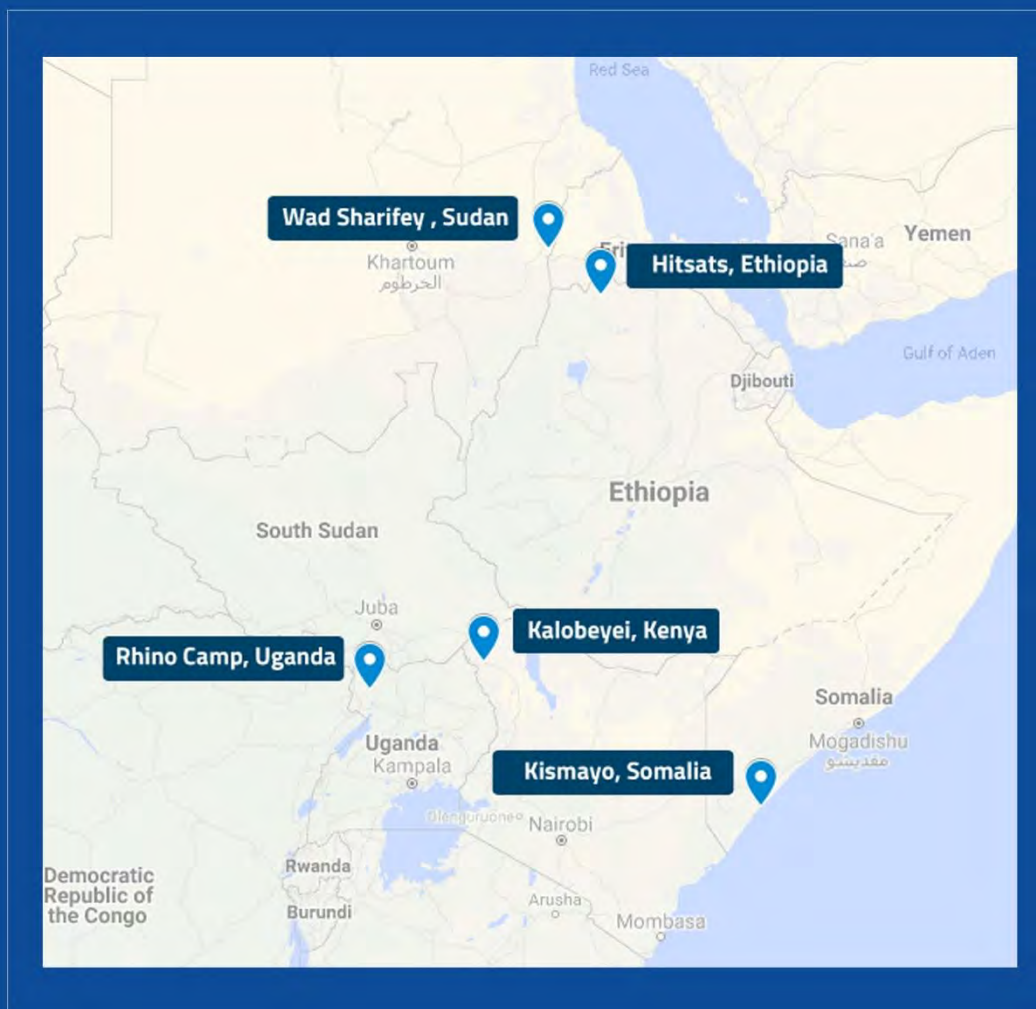 Red Sea
Wad Sharifey , Sudan
Khartoum
الخرطوم
Eri
Hitsats, Ethiopia
Sana'a
Yemen
Gulf of Aden
Djibouti
Ethiopia
South Sudan
Juba
Kalobeyei, Kenya
Rhino Camp, Uganda
Somalia
Mogadishu
مقديشو
Uganda
Kampala
Kismayo, Somalia
Olenguruone
Nairobi
Rwanda
Democratic
Republic of
the Congo
Burundi
Arusha
Mombasa